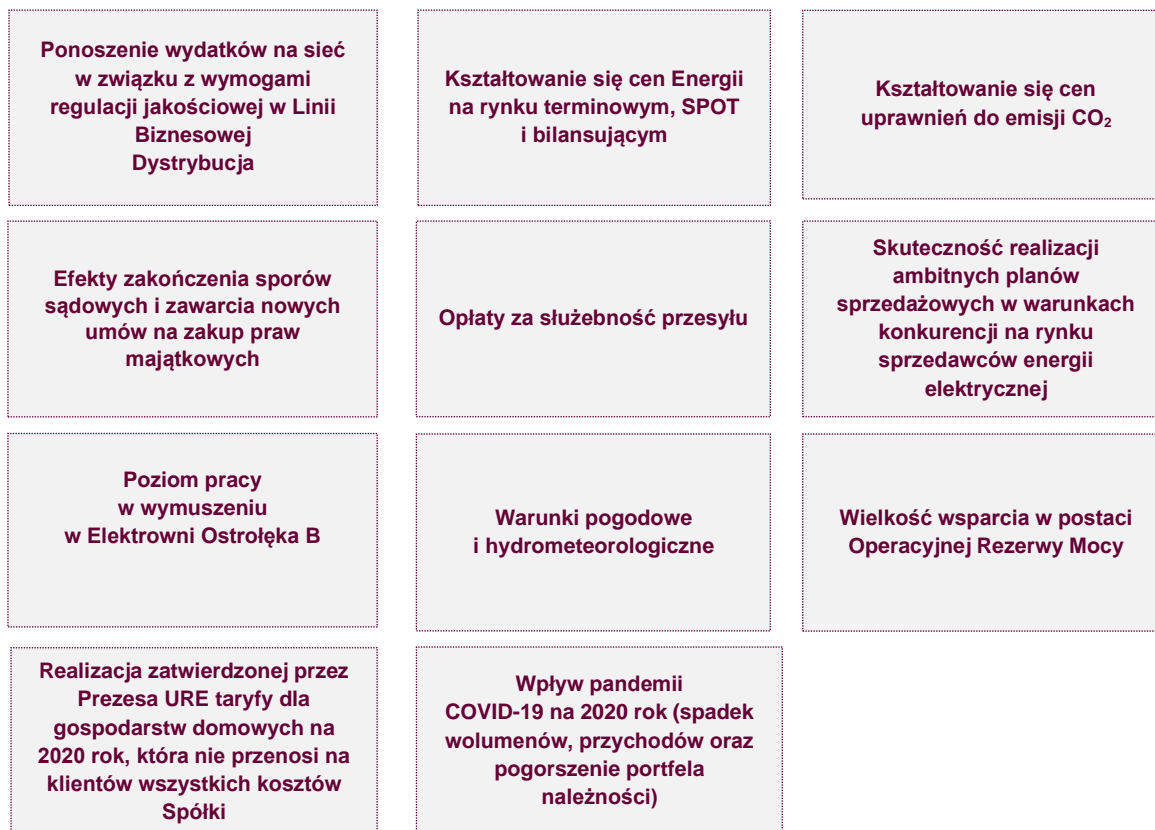 Ponoszenie wydatków na sieć
w związku z wymogami
regulacji jakościowej w Linii
Biznesowej
Dystrybucja
Kształtowanie się cen Energii
na rynku terminowym, SPOT
i bilansującym
Kształtowanie się cen
uprawnień do emisji CO₂
Efekty zakończenia sporów
sądowych i zawarcia nowych
umów na zakup praw
majątkowych
Opłaty za służebność przesyłu
Skuteczność realizacji
ambitnych planów
sprzedażowych w warunkach
konkurencji na rynku
sprzedawców energii
elektrycznej
Poziom pracy
w wymuszeniu
w Elektrowni Ostrołęka B
Warunki pogodowe
i hydrometeorologiczne
Wielkość wsparcia w postaci
Operacyjnej Rezerwy Mocy
Realizacja zatwierdzonej przez
Prezesa URE taryfy dla
gospodarstw domowych na
2020 rok, która nie przenosi na
klientów wszystkich kosztów
Spółki
Wpływ pandemii
COVID-19 na 2020 rok (spadek
wolumenów, przychodów oraz
pogorszenie portfela
należności)